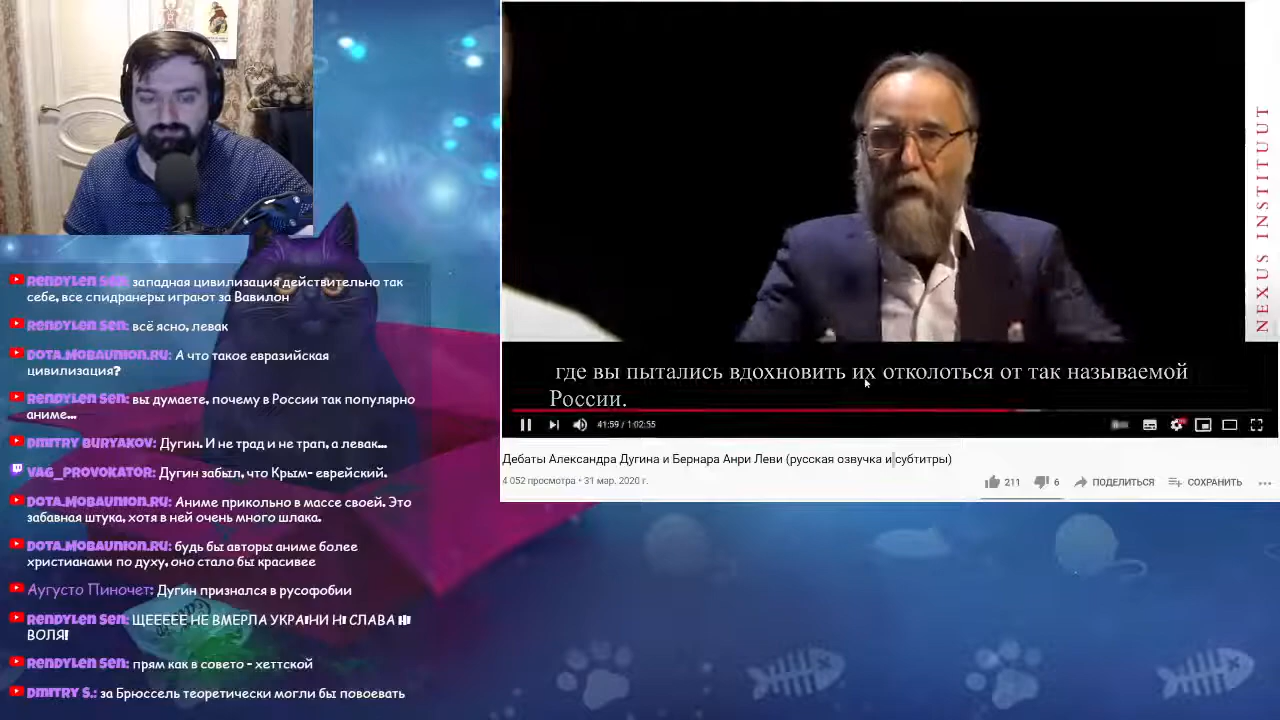 Rendylen Sen: западная цивилизация действительно так
себе, все спидранеры играют за Вавилон
Rendylen Sen: всё ясно, левак
DOTA.MOBAUNION.RU: А что такое евразийская
цивилизация?
Rendylen Sen: вы думаете, почему в России так популярно
аниме...
DMITRY BURYAKOV: Дугин. И не трад и не трап, а левак...
VAG_PROVOKATOR: Дугин забыл, что Крым- еврейский.
DOTA.MOBAUNION.RU: Аниме прикольно в массе своей. Это
забавная штука, хотя в ней очень много шлака.
DOTA.MOBAUNION.RU: будь бы авторы аниме более
христианами по духу, оно стало бы красивее
Аугусто Пиночет: Дугин признался в русофобии
Rendylen Sen: ЩЕЕЕЕЕ НЕ ВМЕРЛА УКРАЇНИ НІ СЛАВА НІ
ВОЛЯ!
Rendylen Sen: прям как в совето - хеттской
DMITRY S.: за Брюссель теоретически могли бы повоевать
NEXUS INSTITUUT
где вы пытались вдохновить их отколоться от так называемой
России.
41:59 / 1:02:55
Дебаты Александра Дугина и Бернара Анри Леви (русская озвучка и субтитры)
4 052 просмотра • 31 мар. 2020 г.
211
6
ПОДЕЛИТЬСЯ
СОХРАНИТЬ